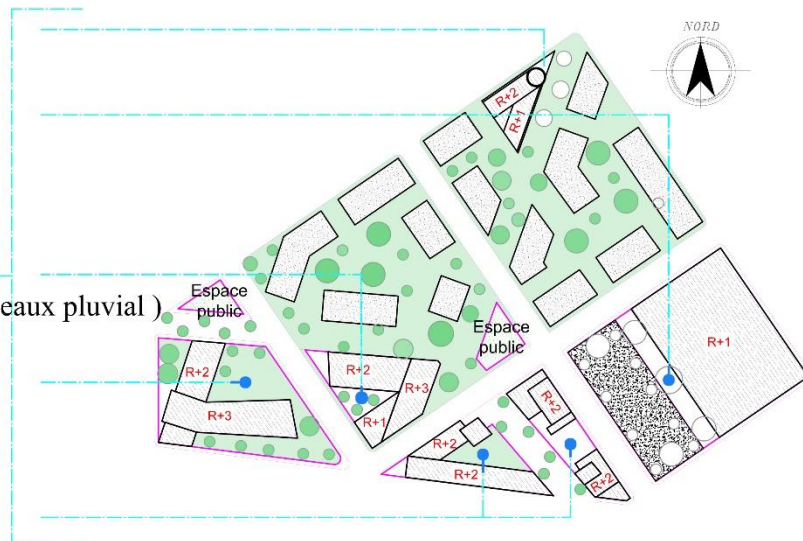 NORD
R+2
R+1
eaux pluvial )
Espace
public
Espace
public
R+1
R+2
R+2
R+3
R+3
R+1
R+2
R+2
R+2
R+2